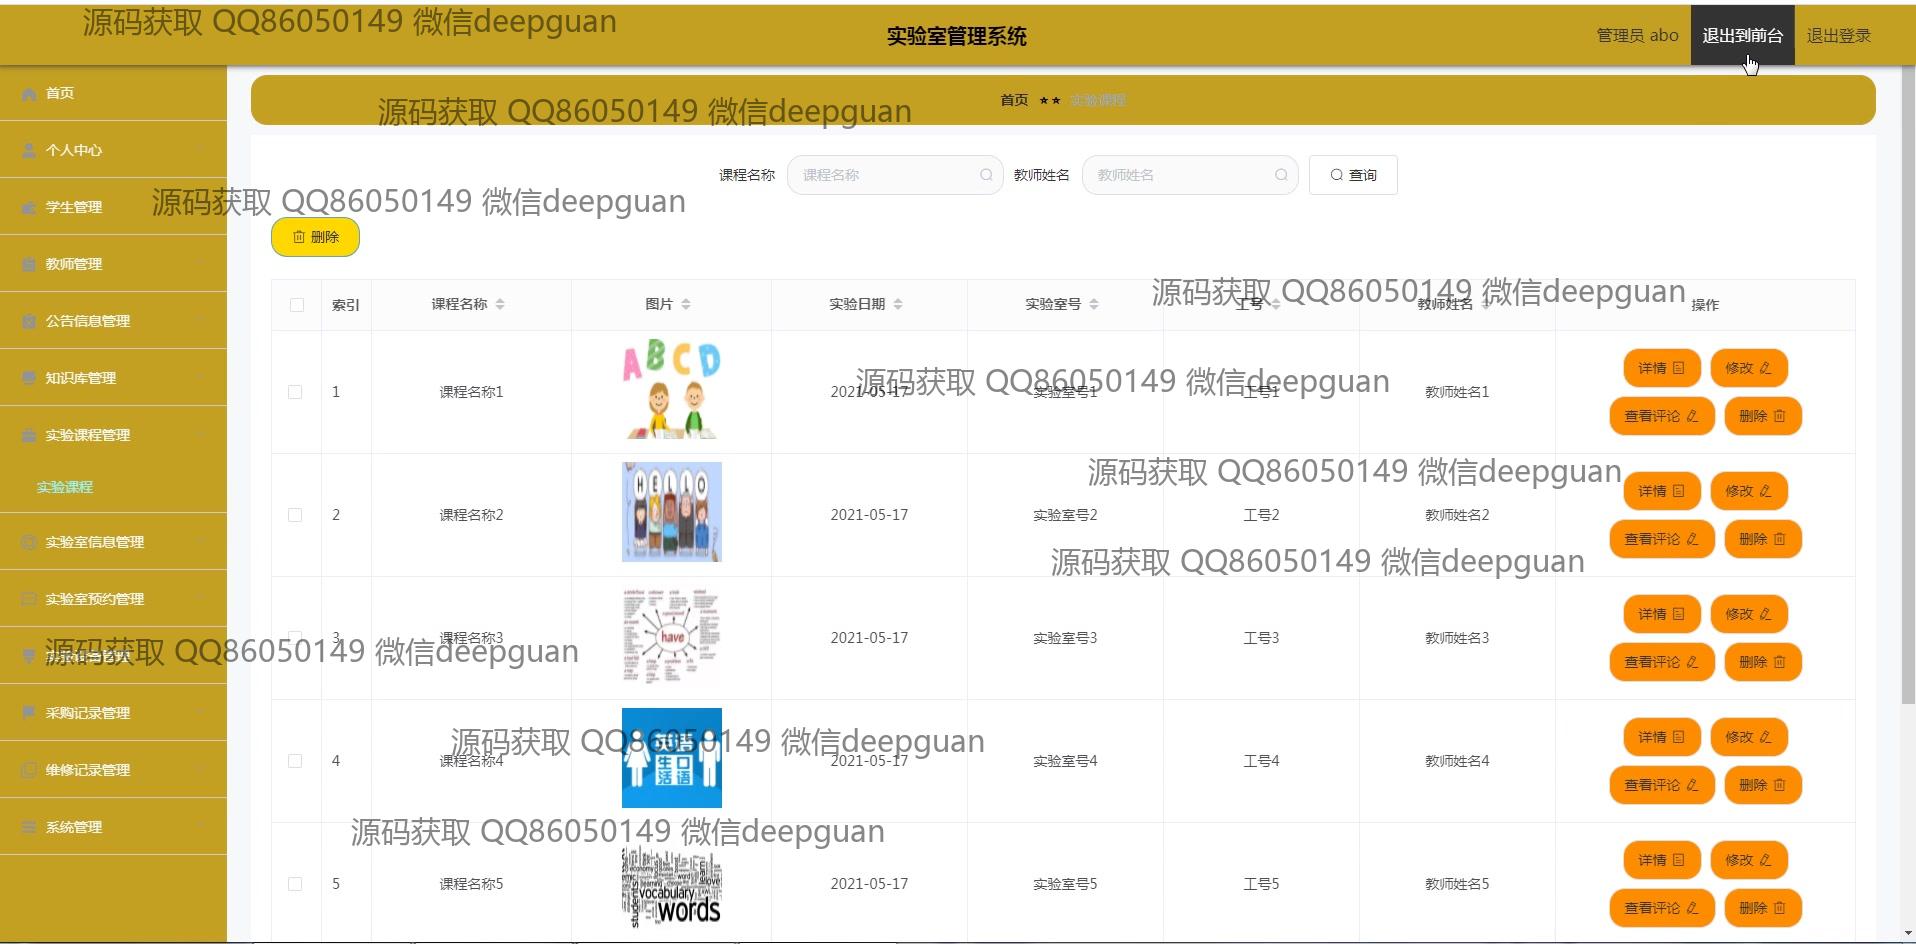 源码获取 QQ86050149 微信deepguan
实验室管理系统
管理员 abo
退出到前台
退出登录
首页
个人中心
学生管理
教师管理
公告信息管理
知识库管理
实验课程管理
实验课程
实验室信息管理
实验室预约管理
采购记录管理
维修记录管理
系统管理
首页 ★★ 实验课程
源码获取 QQ86050149 微信deepguan
课程名称 课程名称 教师姓名 教师姓名 查询
源码获取 QQ86050149 微信deepguan
删除
源码获取 QQ86050149 微信deepguan
索引 课程名称 图片 实验日期 实验室号 工号 教师姓名 操作
ABCD
源码获取 QQ86050149 微信deepguan
1 课程名称1 2021-05-17 实验室号1 工号1 教师姓名1
详情 修改
查看评论 删除
源码获取 QQ86050149 微信deepguan
HELLO
2 课程名称2 2021-05-17 实验室号2 工号2 教师姓名2
详情 修改
查看评论 删除
源码获取 QQ86050149 微信deepguan
have
3 课程名称3 2021-05-17 实验室号3 工号3 教师姓名3
详情 修改
查看评论 删除
源码获取 QQ86050149 微信deepguan
源码获取 QQ86050149 微信deepguan
英语
生口
活语
4 课程名称4 2021-05-17 实验室号4 工号4 教师姓名4
详情 修改
查看评论 删除
源码获取 QQ86050149 微信deepguan
vocabulary
words
students
5 课程名称5 2021-05-17 实验室号5 工号5 教师姓名5
详情 修改
查看评论 删除